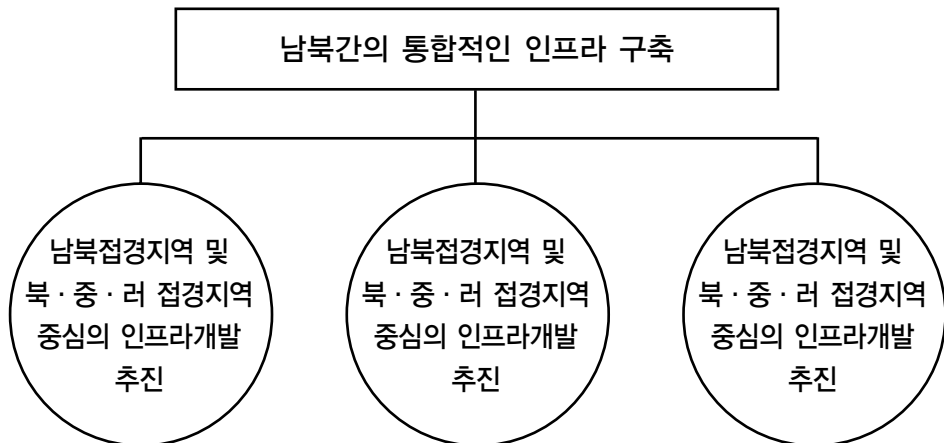 남북간의 통합적인 인프라 구축
남북접경지역 및
북·중·러 접경지역
중심의 인프라개발
추진
남북접경지역 및
북·중·러 접경지역
중심의 인프라개발
추진
남북접경지역 및
북·중·러 접경지역
중심의 인프라개발
추진